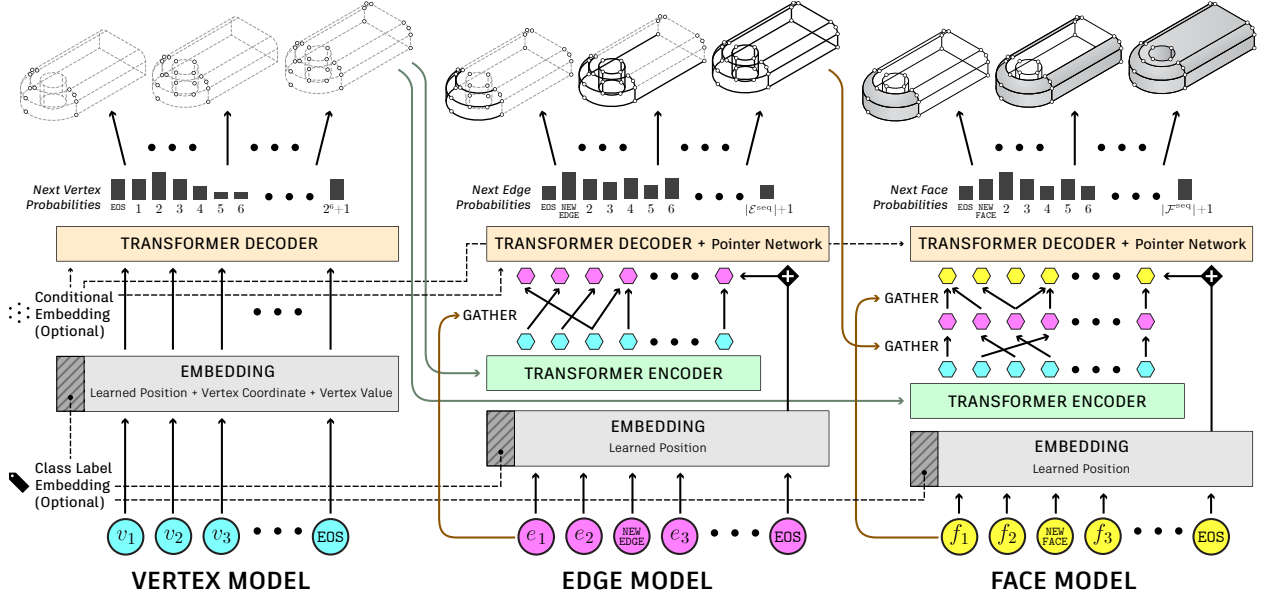 Next Vertex
Probabilities
EOS 1 2 3 4 5 6 2⁶+1
TRANSFORMER DECODER
Conditional
Embedding
(Optional)
EMBEDDING
Learned Position + Vertex Coordinate + Vertex Value
Class Label
Embedding
(Optional)
v₁ v₂ v₃ EOS
VERTEX MODEL
Next Edge
Probabilities
EOS NEW EDGE 2 3 4 5 6 |ℰˢᵉq|+1
TRANSFORMER DECODER + Pointer Network
GATHER
TRANSFORMER ENCODER
EMBEDDING
Learned Position
e₁ e₂ NEW EDGE e₃ EOS
EDGE MODEL
Next Face
Probabilities
EOS NEW FACE 2 3 4 5 6 |ℱˢᵉq|+1
TRANSFORMER DECODER + Pointer Network
GATHER
GATHER
TRANSFORMER ENCODER
EMBEDDING
Learned Position
f₁ f₂ NEW FACE f₃ EOS
FACE MODEL